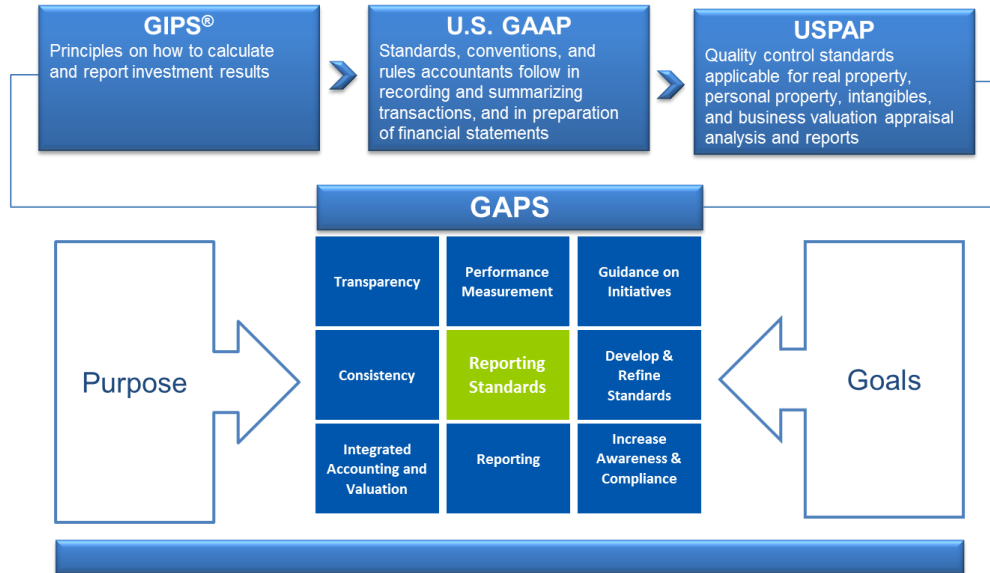 GIPS®
Principles on how to calculate
and report investment results
U.S. GAAP
Standards, conventions, and
rules accountants follow in
recording and summarizing
transactions, and in preparation
of financial statements
USPAP
Quality control standards
applicable for real property,
personal property, intangibles,
and business valuation appraisal
analysis and reports
GAPS
Purpose
Transparency
Performance
Measurement
Guidance on
Initiatives
Consistency
Reporting
Standards
Develop &
Refine
Standards
Integrated
Accounting and
Valuation
Reporting
Increase
Awareness &
Compliance
Goals